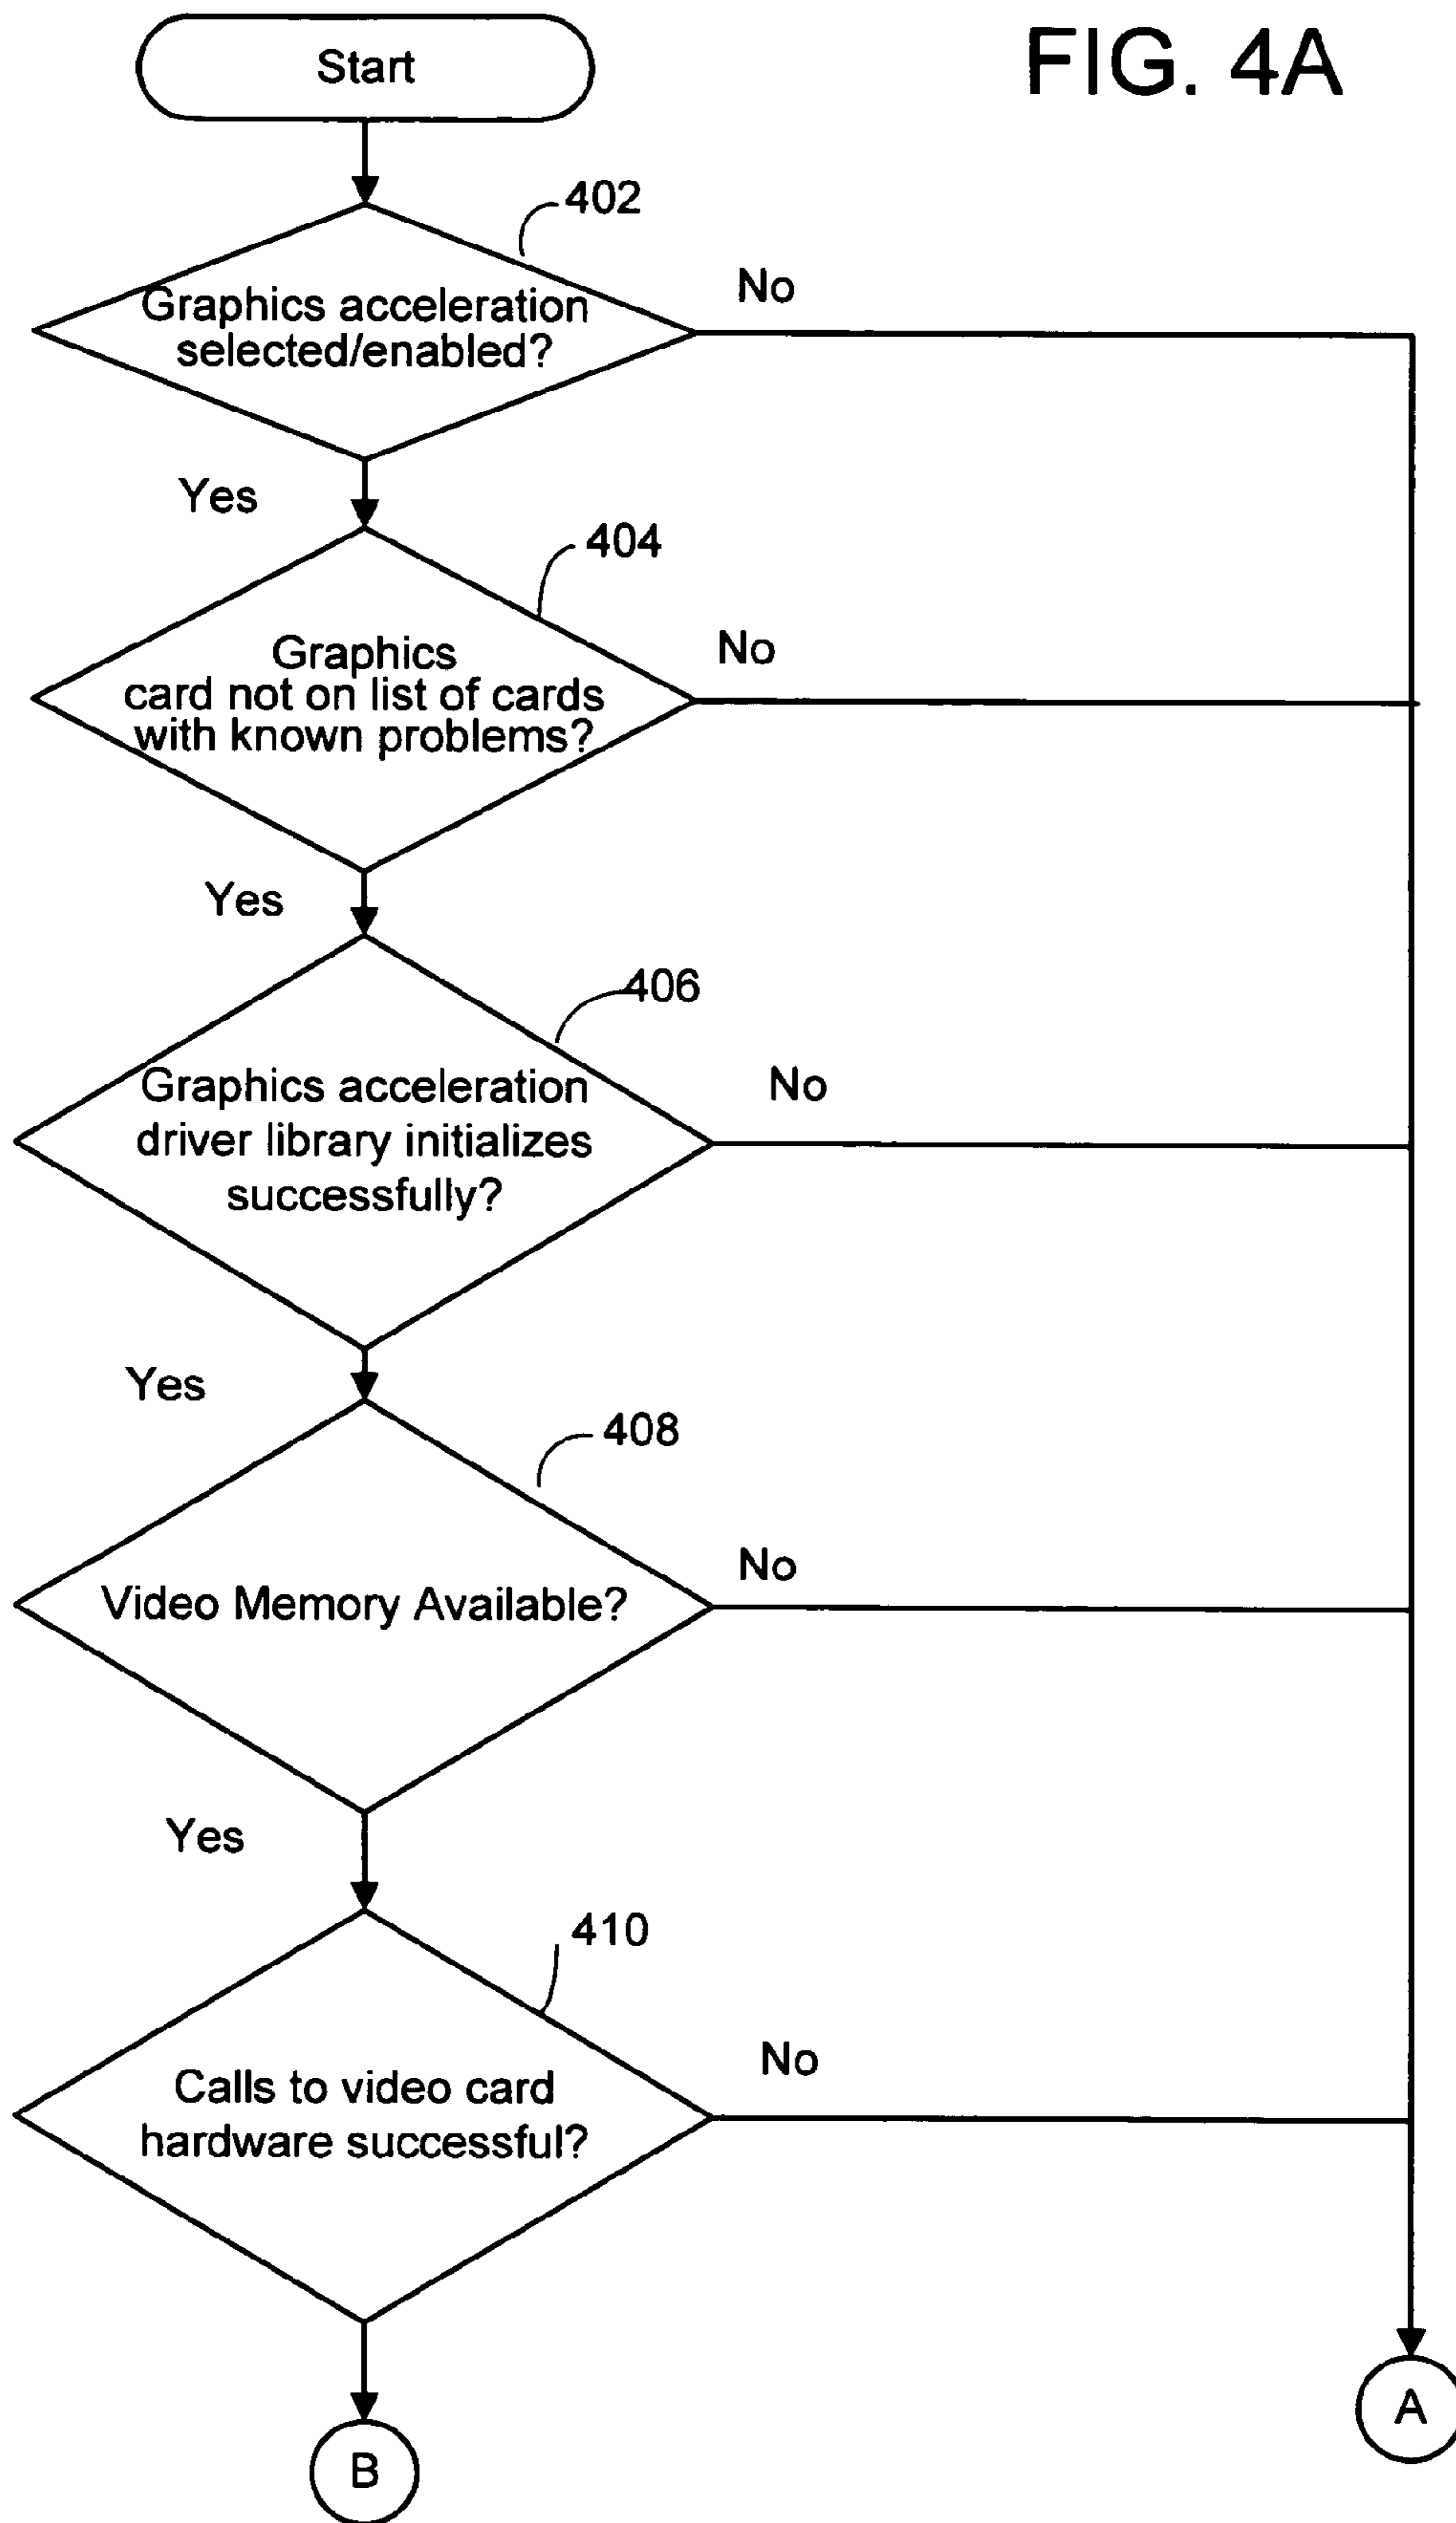 FIG. 4A
Start
402
Graphics acceleration
selected/enabled?
No
Yes
404
Graphics
card not on list of cards
with known problems?
No
Yes
406
Graphics acceleration
driver library initializes
successfully?
No
Yes
408
Video Memory Available?
No
Yes
410
Calls to video card
hardware successful?
No
A
B